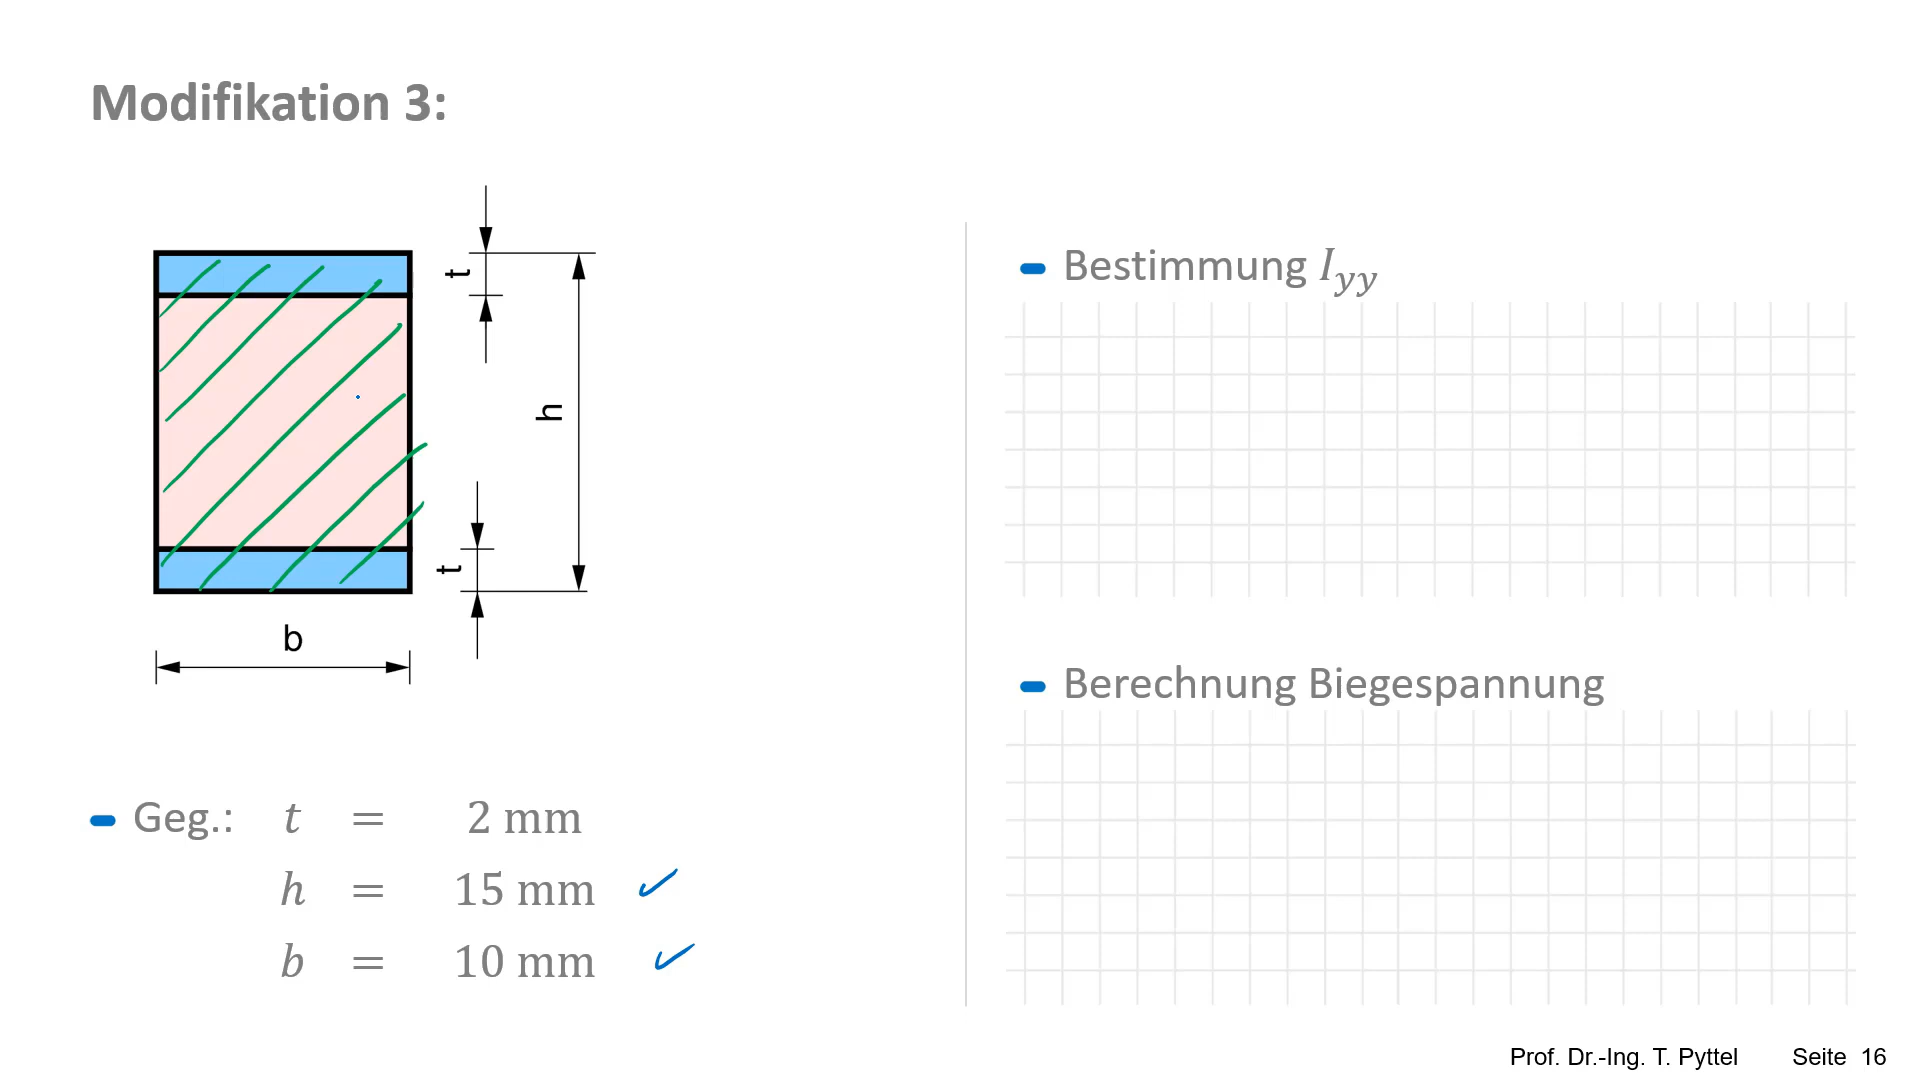 Modifikation 3:
t
h
t
b
Geg.: t = 2 mm
h = 15 mm ✓
b = 10 mm ✓
Bestimmung I_yy
Berechnung Biegespannung
Prof. Dr.-Ing. T. Pyttel Seite 16